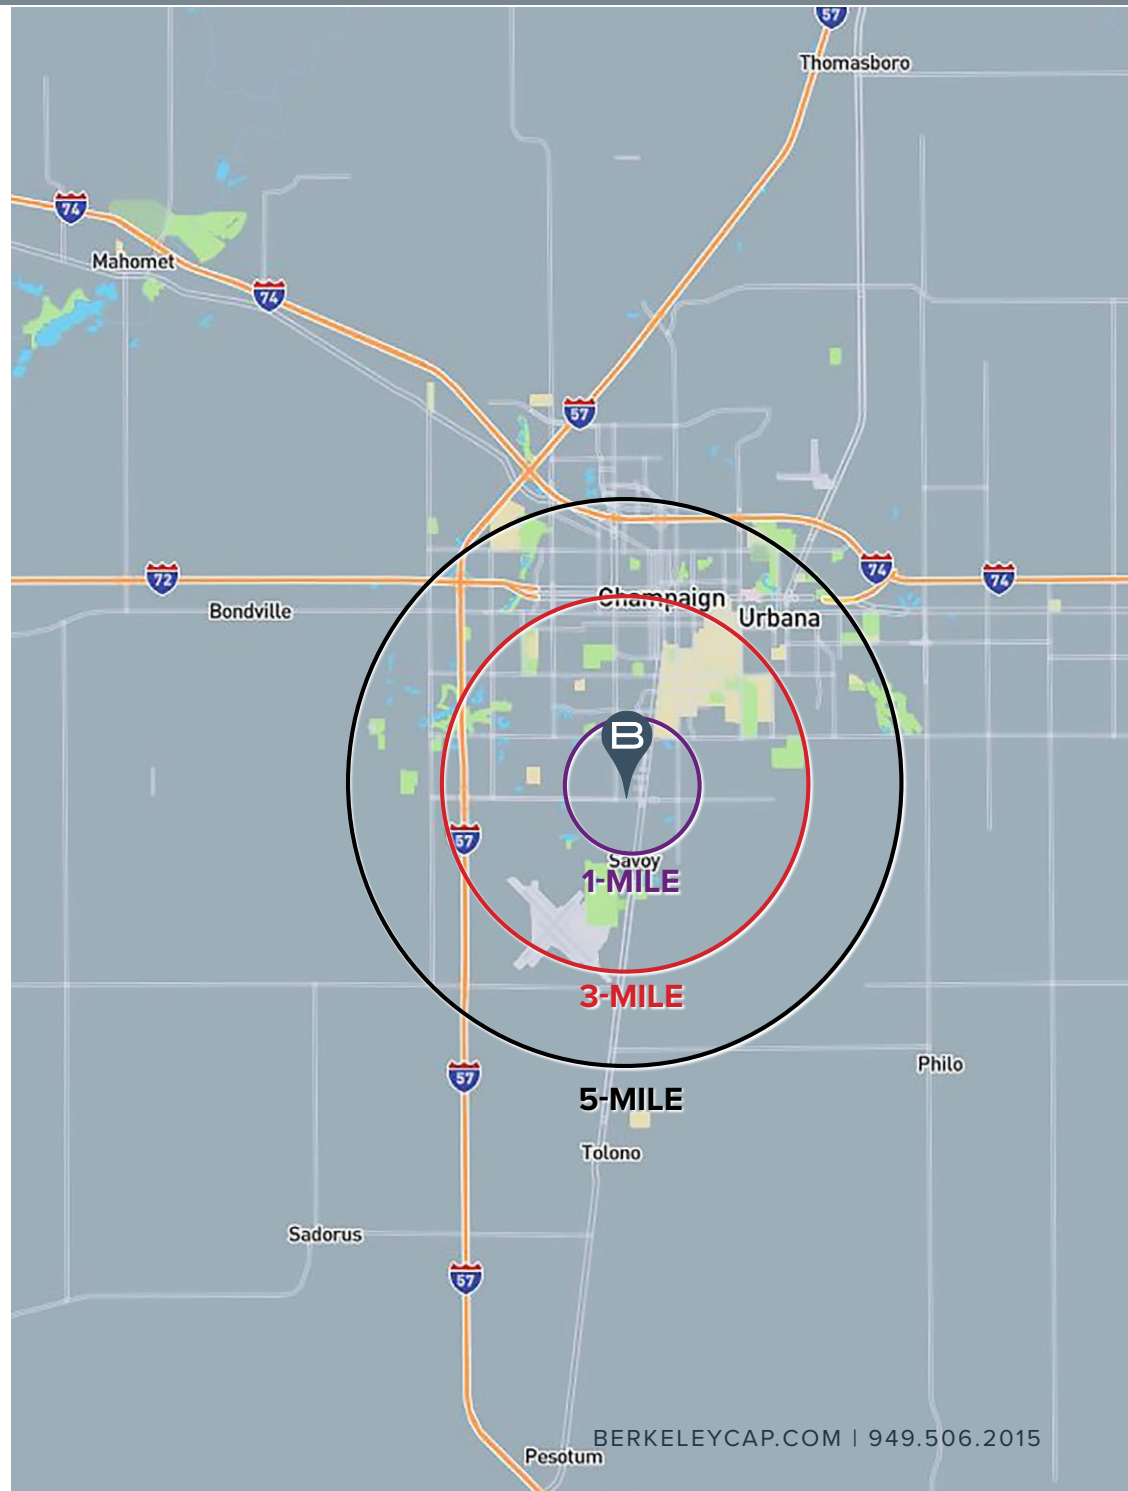 57
Thomasboro
74
Mahomet
74
57
72
74
74
Bondville
Champaign
Urbana
B
57
Savoy
1-MILE
3-MILE
57
Philo
5-MILE
Tolono
Sadorus
57
BERKELEYCAP.COM | 949.506.2015
Pesotum